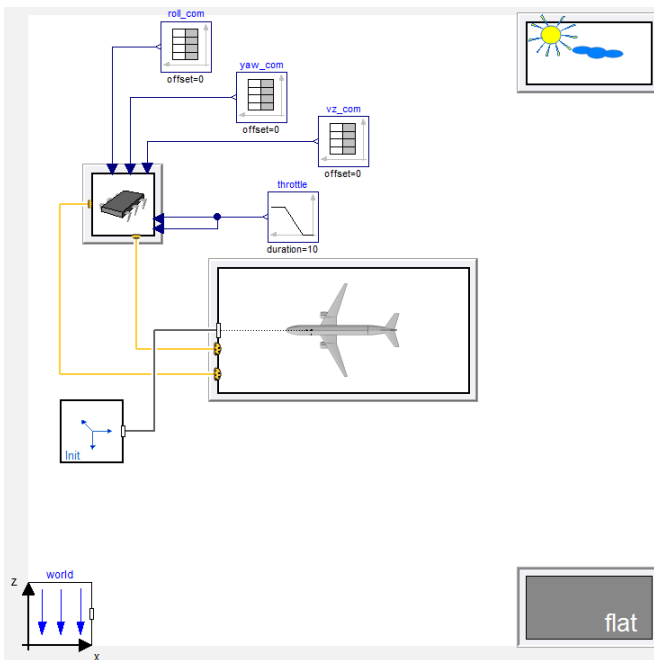 roll_com
offset=0
yaw_com
offset=0
vz_com
offset=0
throttle
duration=10
Init
world
z
x
flat